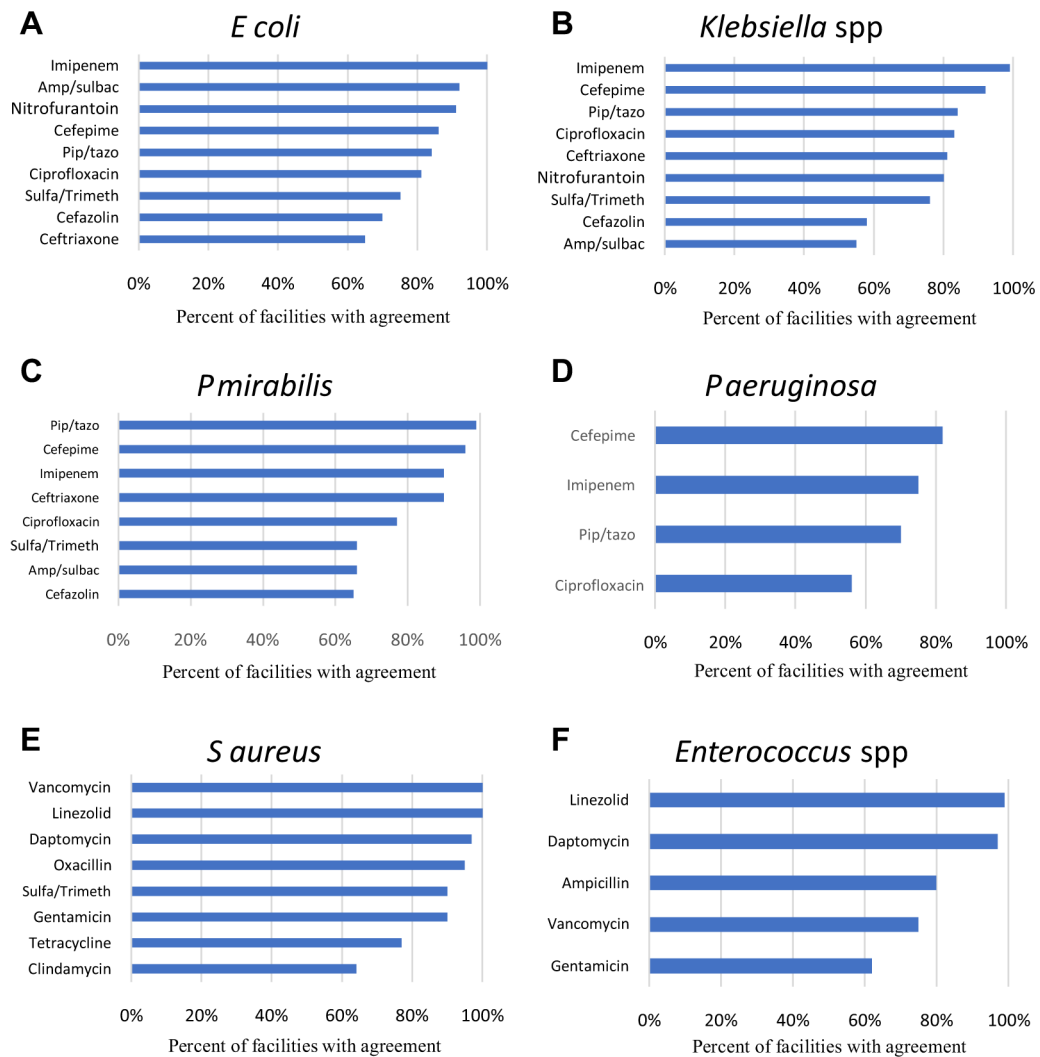 A
E coli
Imipenem
Amp/sulbac
Nitrofurantoin
Cefepime
Pip/tazo
Ciprofloxacin
Sulfa/Trimeth
Cefazolin
Ceftriaxone
0% 20% 40% 60% 80% 100%
Percent of facilities with agreement
B
Klebsiella spp
Imipenem
Cefepime
Pip/tazo
Ciprofloxacin
Ceftriaxone
Nitrofurantoin
Sulfa/Trimeth
Cefazolin
Amp/sulbac
0% 20% 40% 60% 80% 100%
Percent of facilities with agreement
C
P mirabilis
Pip/tazo
Cefepime
Imipenem
Ceftriaxone
Ciprofloxacin
Sulfa/Trimeth
Amp/sulbac
Cefazolin
0% 20% 40% 60% 80% 100%
Percent of facilities with agreement
D
P aeruginosa
Cefepime
Imipenem
Pip/tazo
Ciprofloxacin
0% 20% 40% 60% 80% 100%
Percent of facilities with agreement
E
S aureus
Vancomycin
Linezolid
Daptomycin
Oxacillin
Sulfa/Trimeth
Gentamicin
Tetracycline
Clindamycin
0% 20% 40% 60% 80% 100%
Percent of facilities with agreement
F
Enterococcus spp
Linezolid
Daptomycin
Ampicillin
Vancomycin
Gentamicin
0% 20% 40% 60% 80% 100%
Percent of facilities with agreement